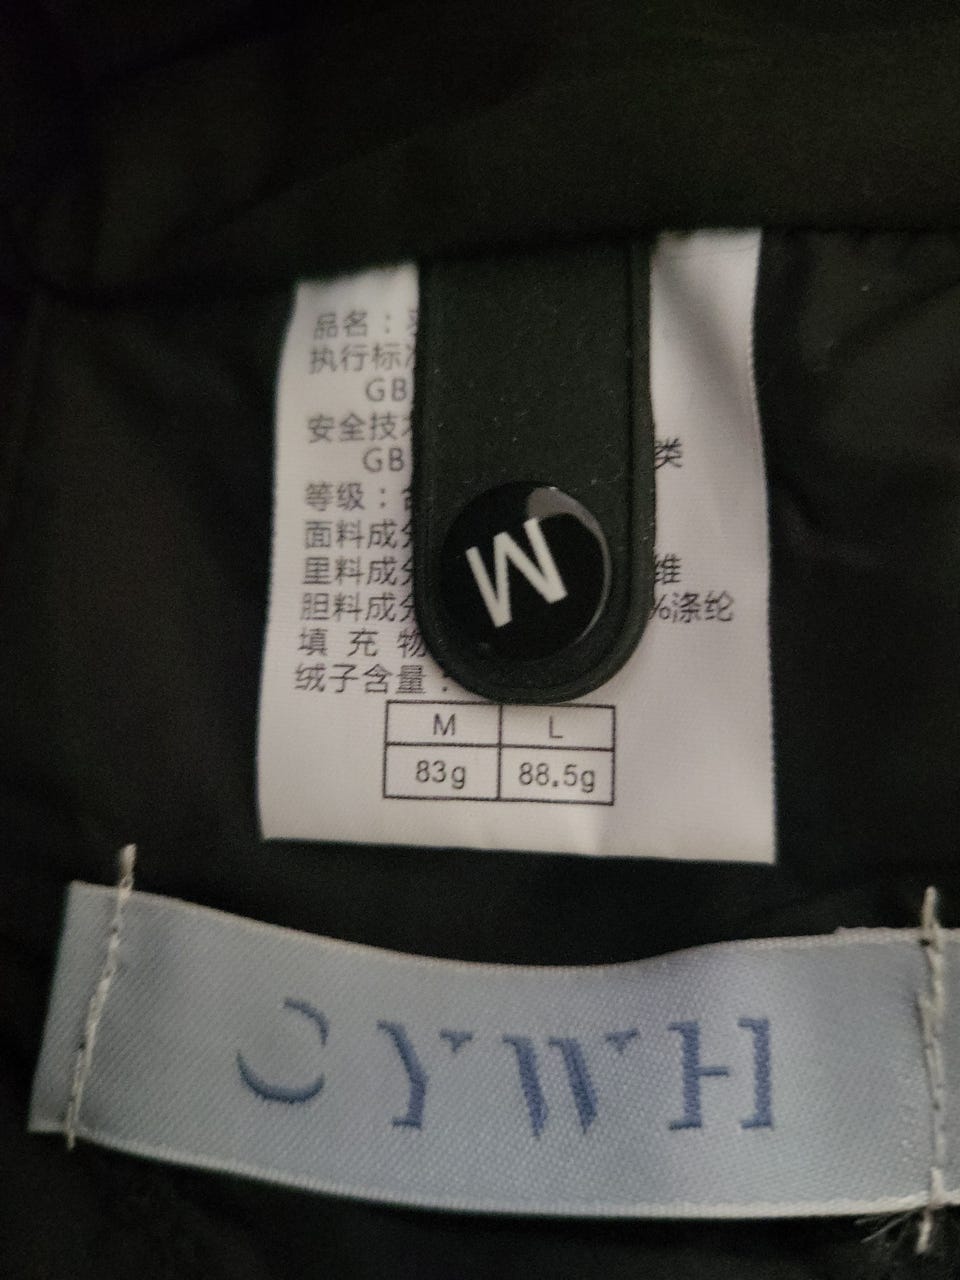 品名：
执行标
GB
安全技
GB 类
等级：
面料成
里料成 维
胆料成 %涤纶
填充物
绒子含量：
M L
83g 88.5g
M
CYWH